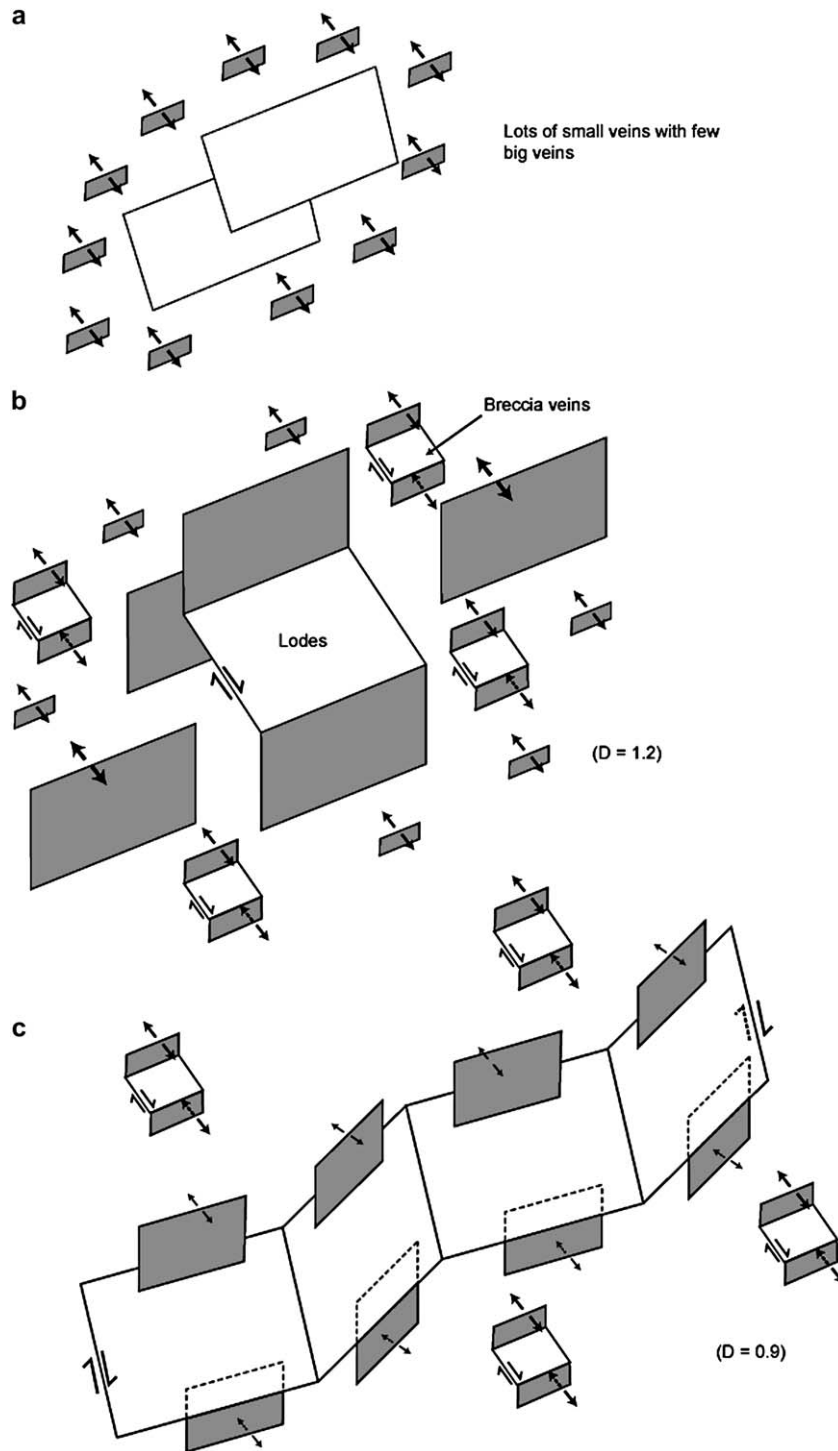 a
Lots of small veins with few
big veins
b
Breccia veins
Lodes
(D = 1.2)
c
(D = 0.9)